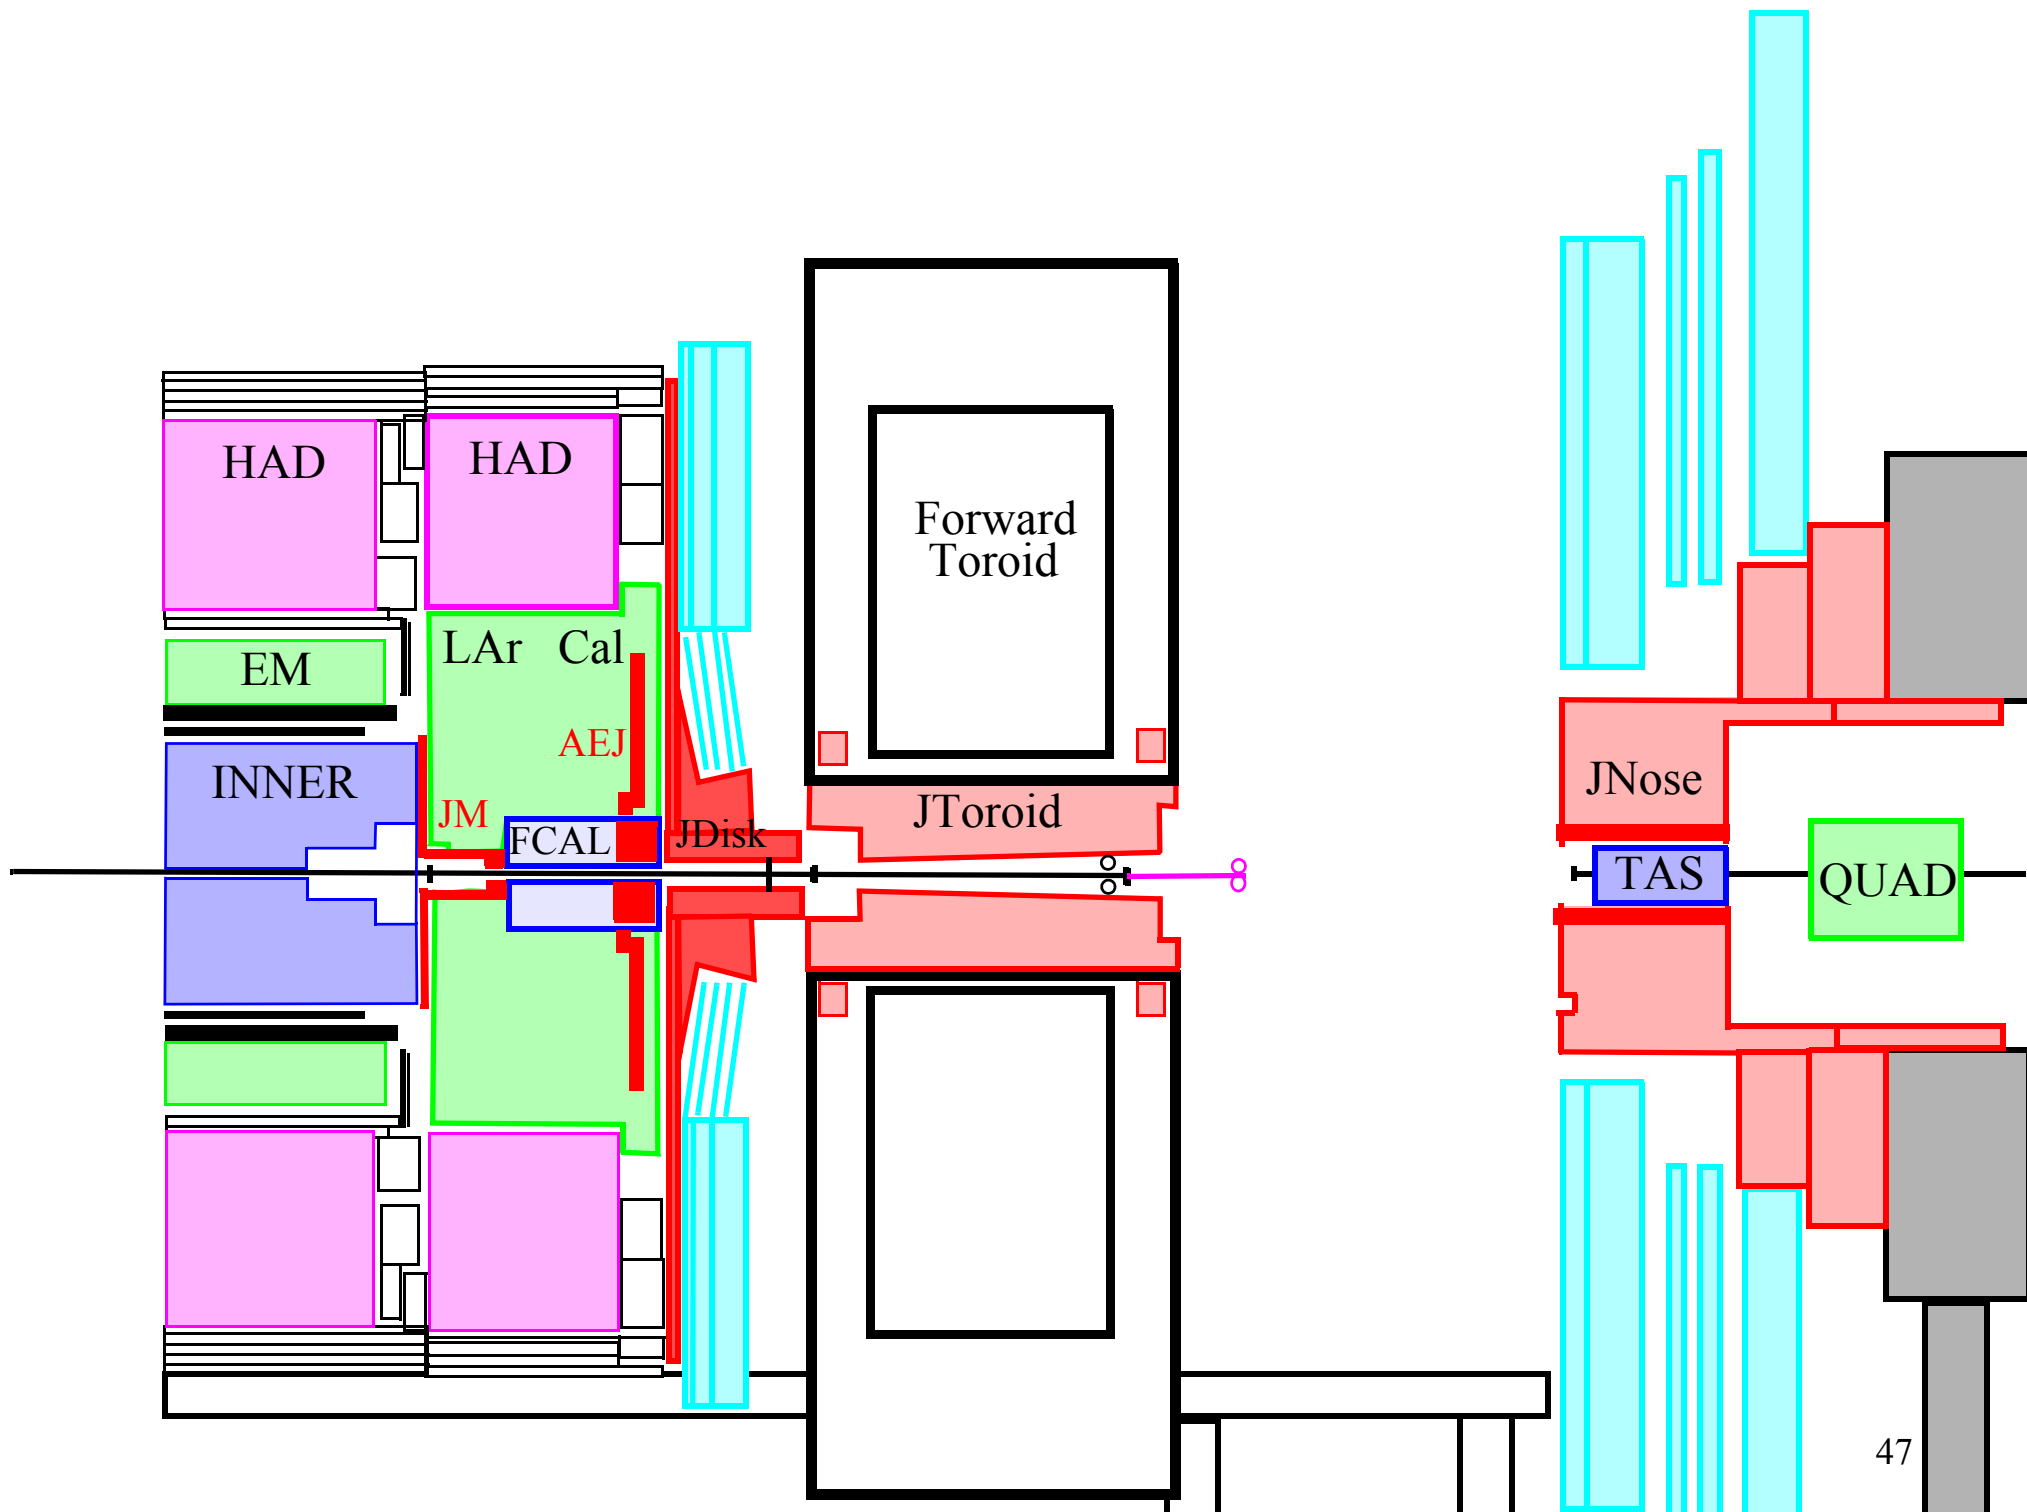 HAD
HAD
Forward
Toroid
LAr Cal
EM
AEJ
INNER
JNose
JM
JToroid
FCAL
JDisk
TAS
QUAD
47